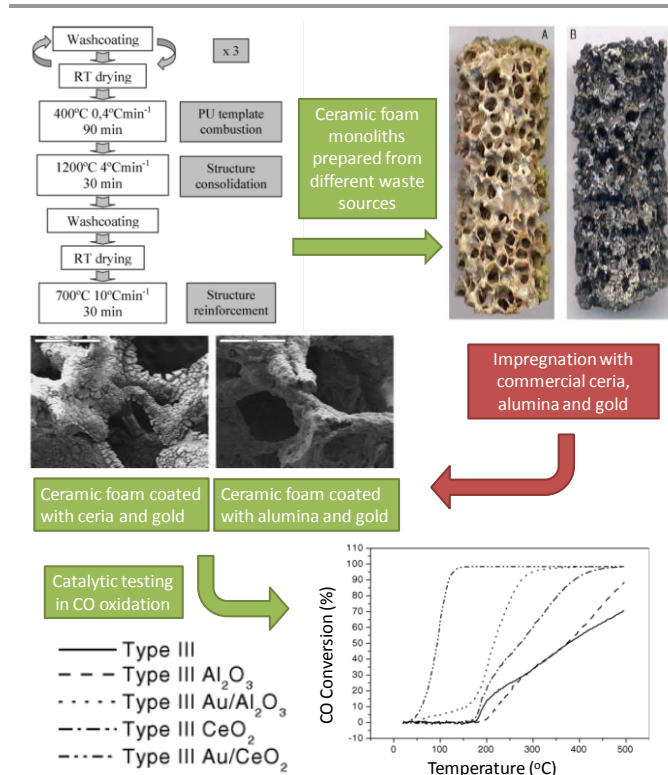 Washcoating
x 3
RT drying
400ºC 0,4ºCmin-1
90 min
PU template
combustion
1200ºC 4ºCmin-1
30 min
Structure
consolidation
Washcoating
RT drying
700ºC 10ºCmin-1
30 min
Structure
reinforcement
Ceramic foam
monoliths
prepared from
different waste
sources
A
B
Impregnation with
commercial ceria,
alumina and gold
Ceramic foam coated
with ceria and gold
Ceramic foam coated
with alumina and gold
Catalytic testing
in CO oxidation
Type III
Type III Al2O3
Type III Au/Al2O3
Type III CeO2
Type III Au/CeO2
CO Conversion (%)
110
100
90
80
70
60
50
40
30
20
10
0
-10
0
100
200
300
400
500
Temperature (oC)